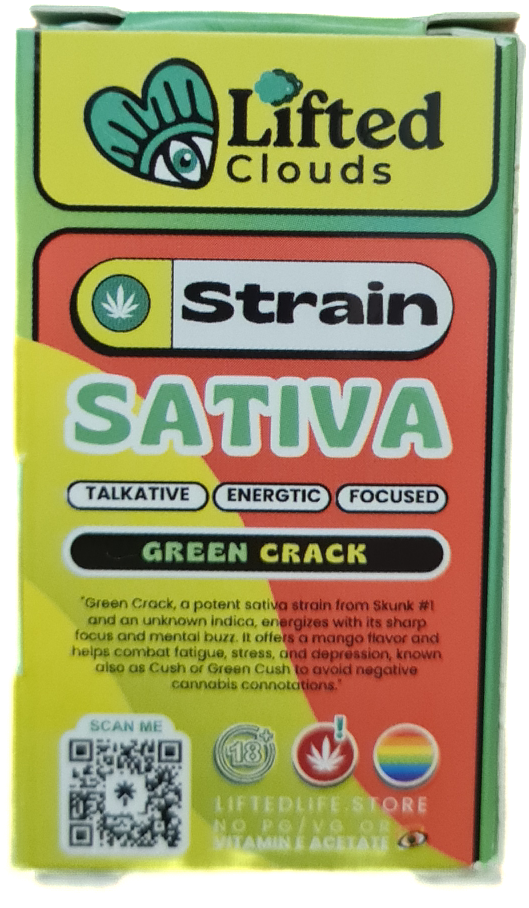 Lifted
Clouds
Strain
SATIVA
TALKATIVE ENERGTIC FOCUSED
GREEN CRACK
"Green Crack, a potent sativa strain from Skunk #1
and an unknown indica, energizes with its sharp
focus and mental buzz. It offers a mango flavor and
helps combat fatigue, stress, and depression, known
also as Cush or Green Cush to avoid negative
cannabis connotations."
SCAN ME
18+
!
LIFTEDLIFE.STORE
NO PG/VG OR
VITAMIN E ACETATE